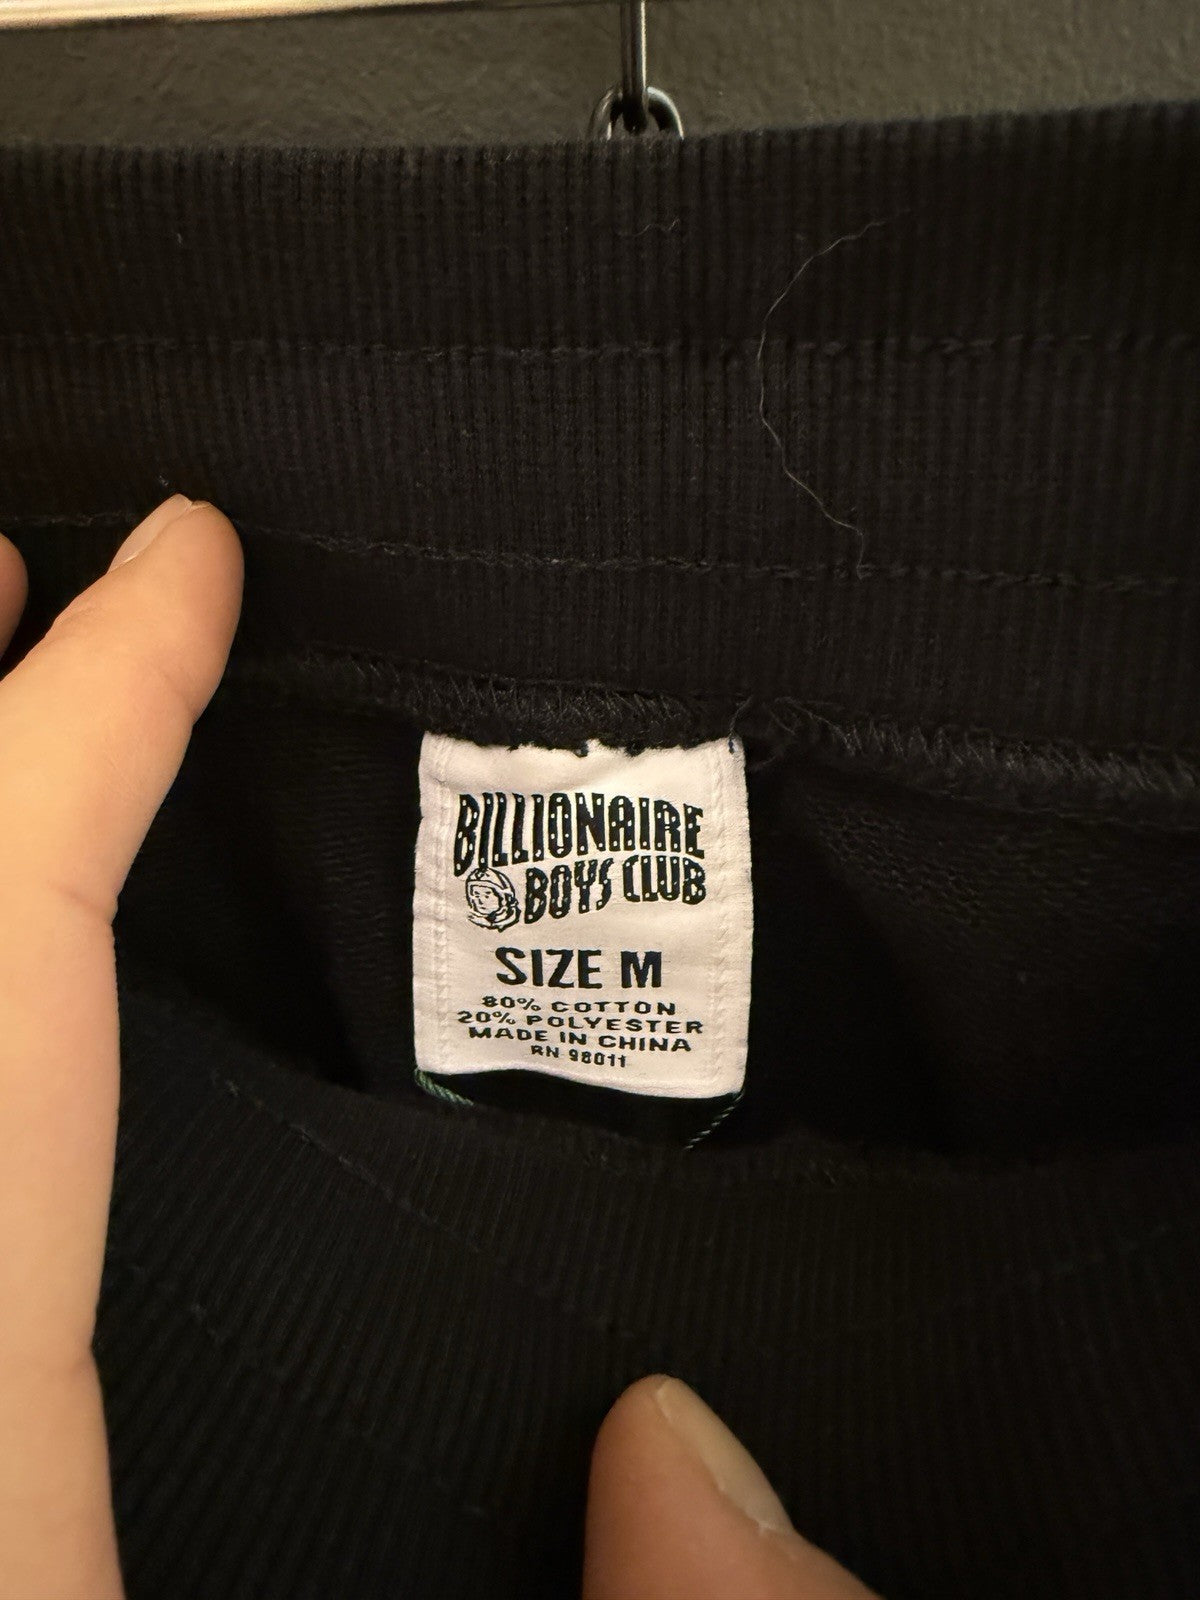 BILLIONAIRE
BOYS CLUB
SIZE M
80% COTTON
20% POLYESTER
MADE IN CHINA
RN 98011